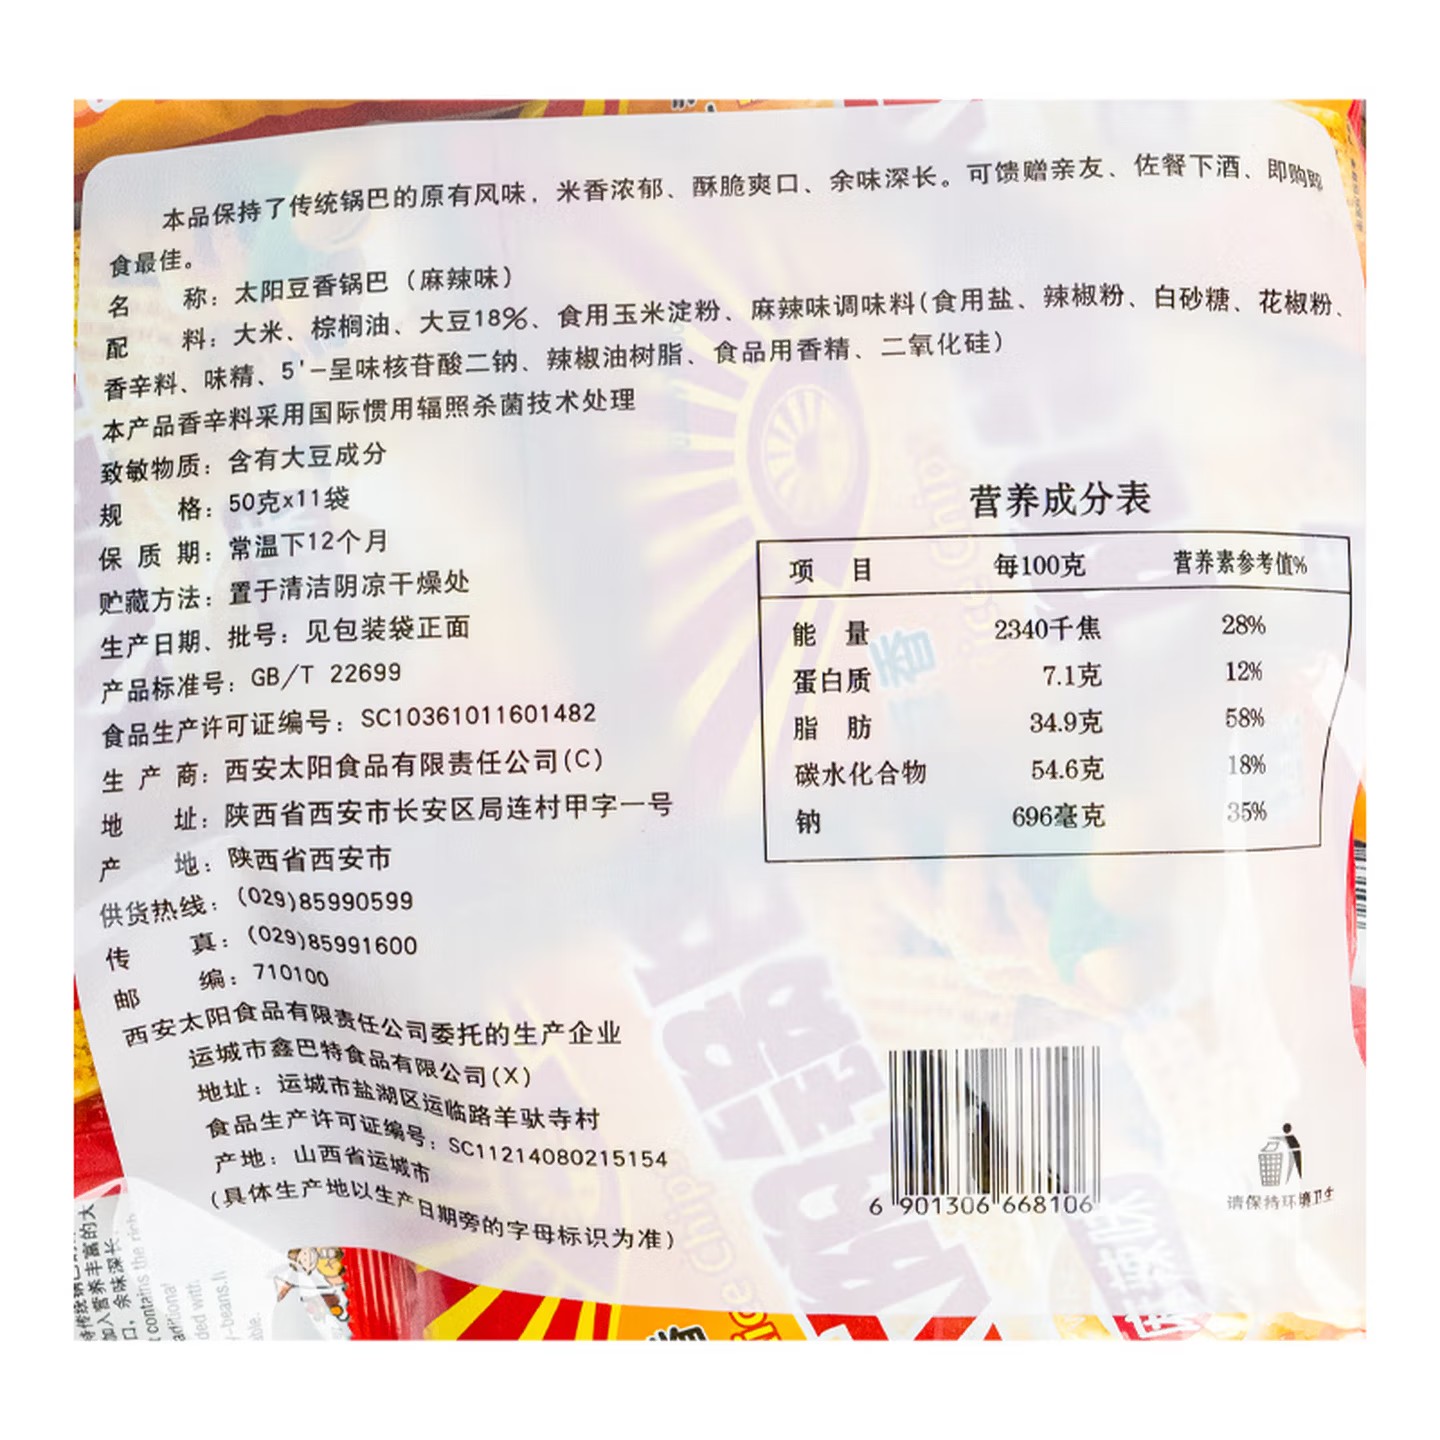 本品保持了传统锅巴的原有风味，米香浓郁、酥脆爽口、余味深长。可馈赠亲友、佐餐下酒、即购即
食最佳。
名 称：太阳豆香锅巴（麻辣味）
配 料：大米、棕榈油、大豆18%、食用玉米淀粉、麻辣味调味料(食用盐、辣椒粉、白砂糖、花椒粉、
香辛料、味精、5'-呈味核苷酸二钠、辣椒油树脂、食品用香精、二氧化硅)
本产品香辛料采用国际惯用辐照杀菌技术处理
致敏物质：含有大豆成分
规 格：50克x11袋
保 质 期：常温下12个月
贮藏方法：置于清洁阴凉干燥处
生产日期、批号：见包装袋正面
产品标准号：GB/T 22699
食品生产许可证编号：SC10361011601482
生 产 商：西安太阳食品有限责任公司(C)
地 址：陕西省西安市长安区局连村甲字一号
产 地：陕西省西安市
供货热线：(029)85990599
传 真：(029)85991600
邮 编：710100
西安太阳食品有限责任公司委托的生产企业
运城市鑫巴特食品有限公司(X)
地址：运城市盐湖区运临路羊驮寺村
食品生产许可证编号：SC11214080215154
产地：山西省运城市
(具体生产地以生产日期旁的字母标识为准)
营养成分表
项 目 每100克 营养素参考值%
能 量 2340千焦 28%
蛋白质 7.1克 12%
脂 肪 34.9克 58%
碳水化合物 54.6克 18%
钠 696毫克 35%
6 901306 668106
请保持环境卫生
加入营养丰富的大
口，余味深长
contains the rich